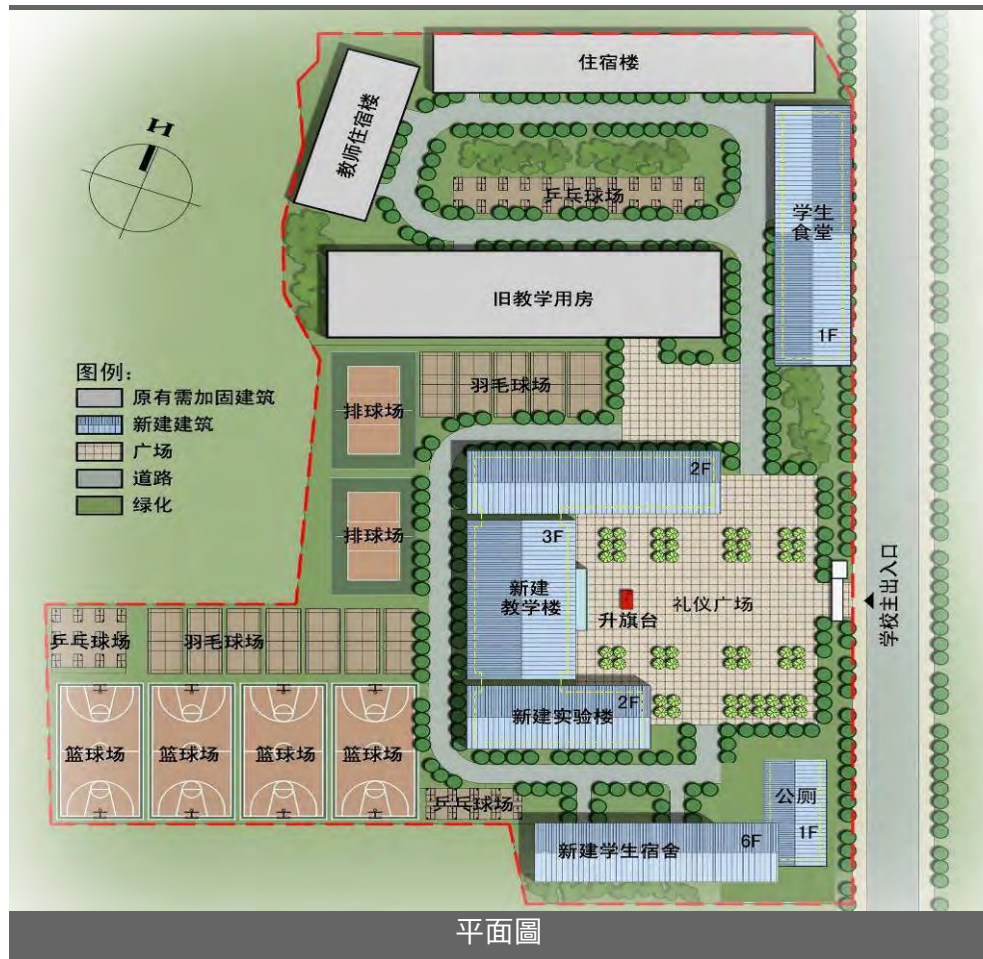 住宿楼
教师住宿楼
乒乓球场
学生
食堂
1F
旧教学用房
图例：
原有需加固建筑
新建建筑
广场
道路
绿化
排球场
羽毛球场
2F
排球场
3F
新建
教学楼
升旗台
礼仪广场
学校主出入口
乒乓球场
羽毛球场
新建实验楼
2F
篮球场
篮球场
篮球场
篮球场
乒乓球场
公厕
1F
新建学生宿舍
6F
平面圖